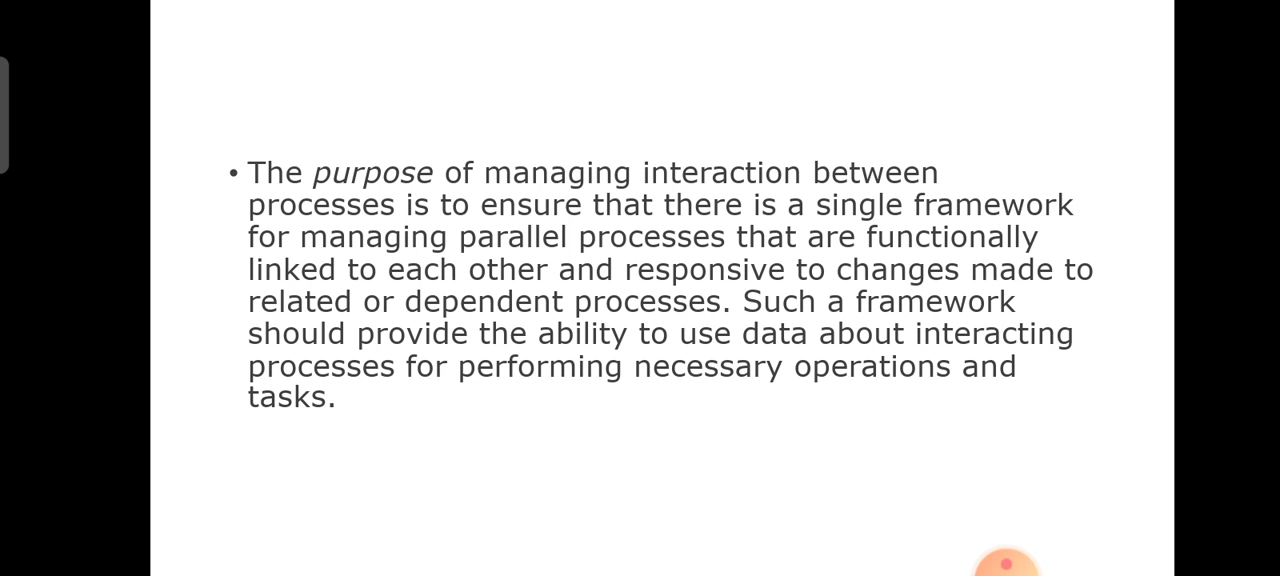 • The purpose of managing interaction between
processes is to ensure that there is a single framework
for managing parallel processes that are functionally
linked to each other and responsive to changes made to
related or dependent processes. Such a framework
should provide the ability to use data about interacting
processes for performing necessary operations and
tasks.